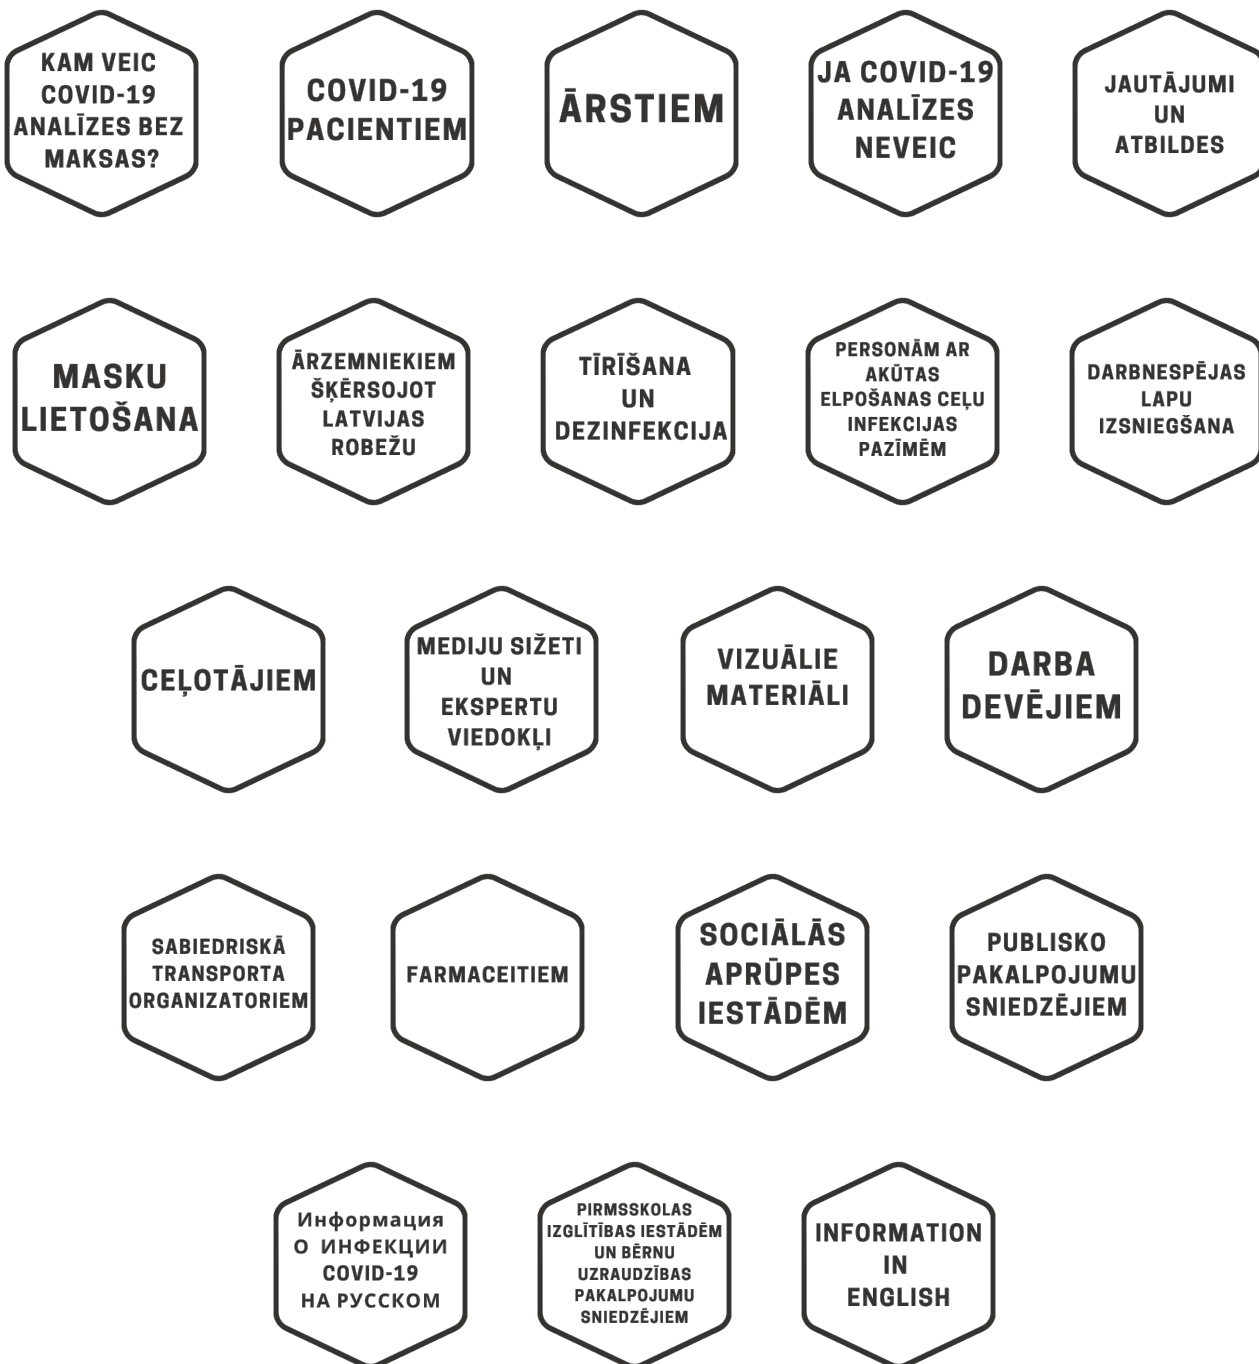 KAM VEIC
COVID-19
ANALĪZES BEZ
MAKSAS?
COVID-19
PACIENTIEM
ĀRSTIEM
JA COVID-19
ANALĪZES
NEVEIC
JAUTĀJUMI
UN
ATBILDES
MASKU
LIETOŠANA
ĀRZEMNIEKIEM
ŠĶĒRSOJOT
LATVIJAS
ROBEŽU
TĪRĪŠANA
UN
DEZINFEKCIJA
PERSONĀM AR
AKŪTAS
ELPOŠANAS CEĻU
INFEKCIJAS
PAZĪMĒM
DARBNESPĒJAS
LAPU
IZSNIEGŠANA
CEĻOTĀJIEM
MEDIJU SIŽETI
UN
EKSPERTU
VIEDOKĻI
VIZUĀLIE
MATERIĀLI
DARBA
DEVĒJIEM
SABIEDRISKĀ
TRANSPORTA
ORGANIZATORIEM
FARMACEITIEM
SOCIĀLĀS
APRŪPES
IESTĀDĒM
PUBLISKO
PAKALPOJUMU
SNIEDZĒJIEM
Информация
О ИНФЕКЦИИ
COVID-19
НА РУССКОМ
PIRMSSKOLAS
IZGLĪTĪBAS IESTĀDĒM
UN BĒRNU
UZRAUDZĪBAS
PAKALPOJUMU
SNIEDZĒJIEM
INFORMATION
IN
ENGLISH